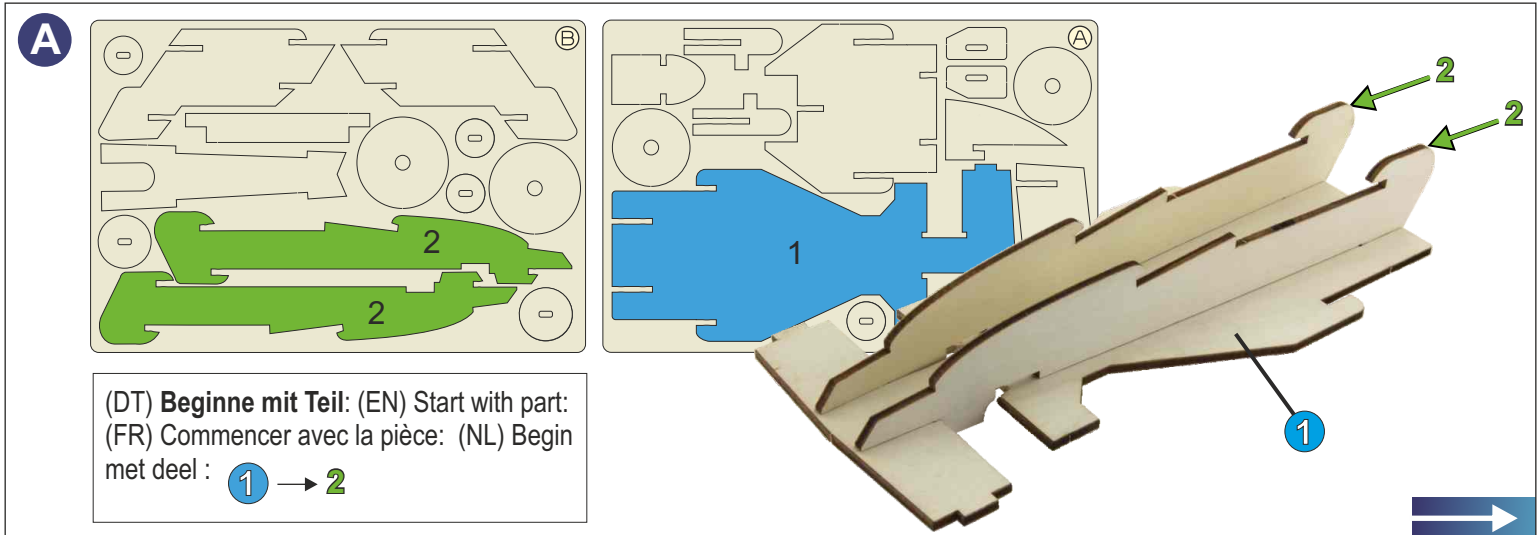 A
B
A
2
2
1
2
2
1
(DT) Beginne mit Teil: (EN) Start with part:
(FR) Commencer avec la pièce: (NL) Begin
met deel : 1 → 2